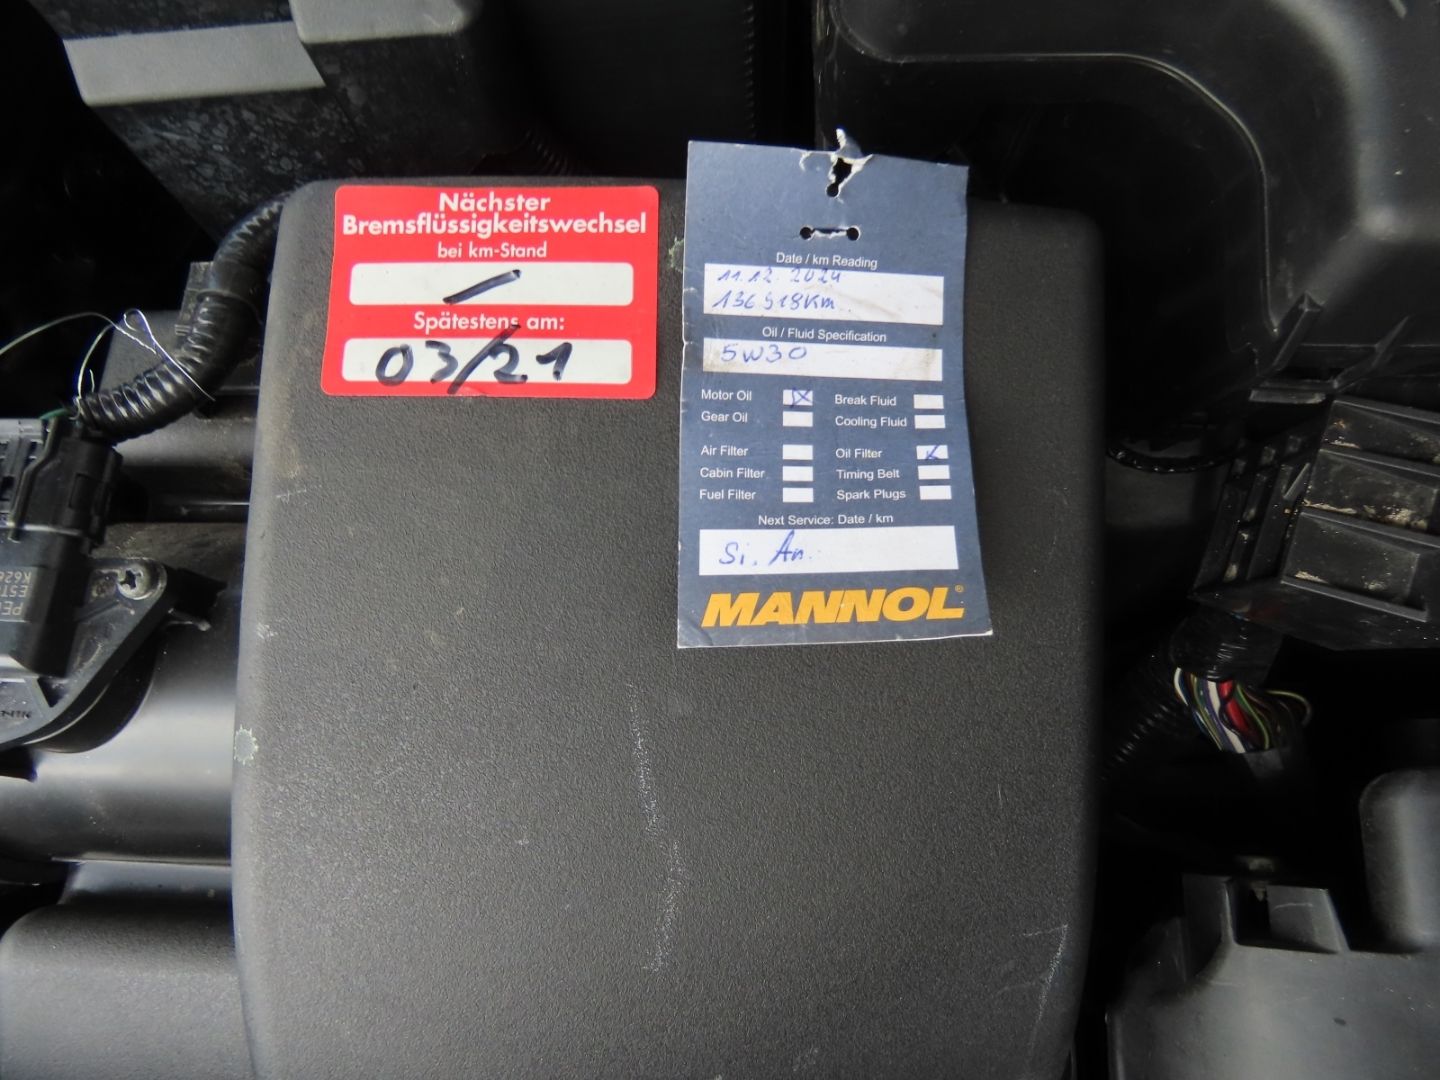 Nächster
Bremsflüssigkeitswechsel
bei km-Stand
Spätestens am:
03/21
Date / km Reading
11.12.2024
136518Km
Oil / Fluid Specification
5W30
Motor Oil
Break Fluid
Gear Oil
Cooling Fluid
Air Filter
Oil Filter
Cabin Filter
Timing Belt
Fuel Filter
Spark Plugs
Next Service: Date / km
Si. An.
MANNOL®